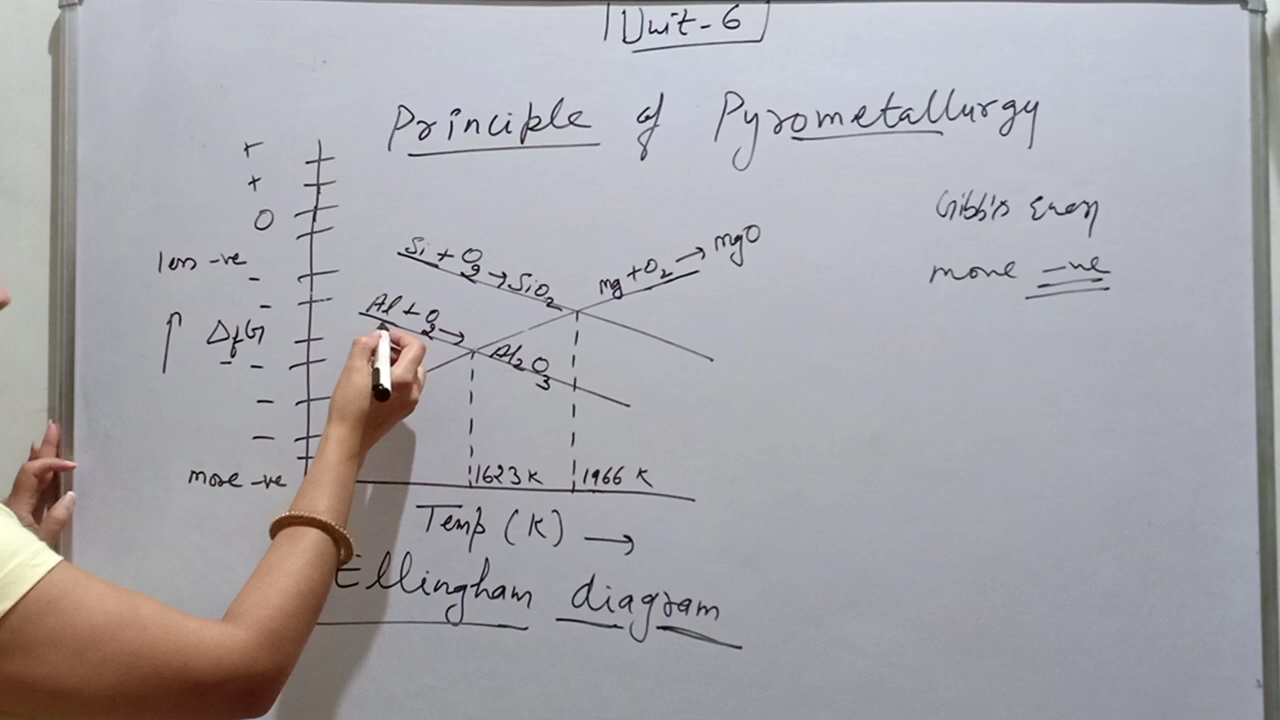 Unit-6
Principle of Pyrometallurgy
+
+
0
less -ve
-
-
ΔfG
- -
-
-
more -ve
Si + O2 → SiO2
Mg + O2 → MgO
Al + O2 → Al2O3
1623 K
1966 K
Temp (K) →
Ellingham diagram
Gibb's
more -ve